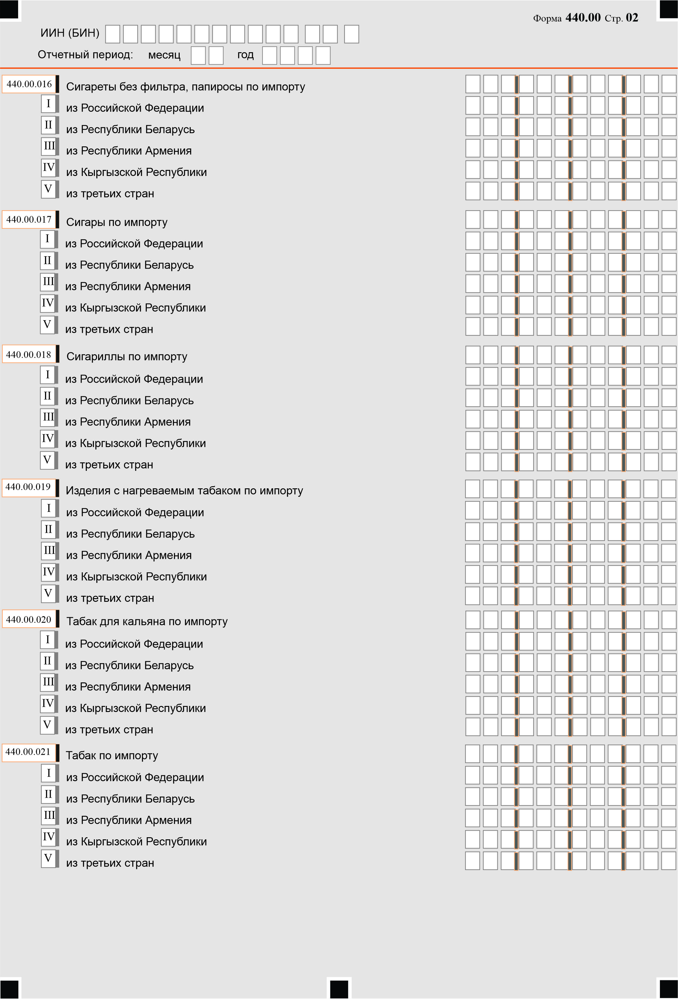 Форма 440.00 Стр. 02
ИИН (БИН)
Отчетный период: месяц год
440.00.016 Сигареты без фильтра, папиросы по импорту
I из Российской Федерации
II из Республики Беларусь
III из Республики Армения
IV из Кыргызской Республики
V из третьих стран
440.00.017 Сигары по импорту
I из Российской Федерации
II из Республики Беларусь
III из Республики Армения
IV из Кыргызской Республики
V из третьих стран
440.00.018 Сигариллы по импорту
I из Российской Федерации
II из Республики Беларусь
III из Республики Армения
IV из Кыргызской Республики
V из третьих стран
440.00.019 Изделия с нагреваемым табаком по импорту
I из Российской Федерации
II из Республики Беларусь
III из Республики Армения
IV из Кыргызской Республики
V из третьих стран
440.00.020 Табак для кальяна по импорту
I из Российской Федерации
II из Республики Беларусь
III из Республики Армения
IV из Кыргызской Республики
V из третьих стран
440.00.021 Табак по импорту
I из Российской Федерации
II из Республики Беларусь
III из Республики Армения
IV из Кыргызской Республики
V из третьих стран